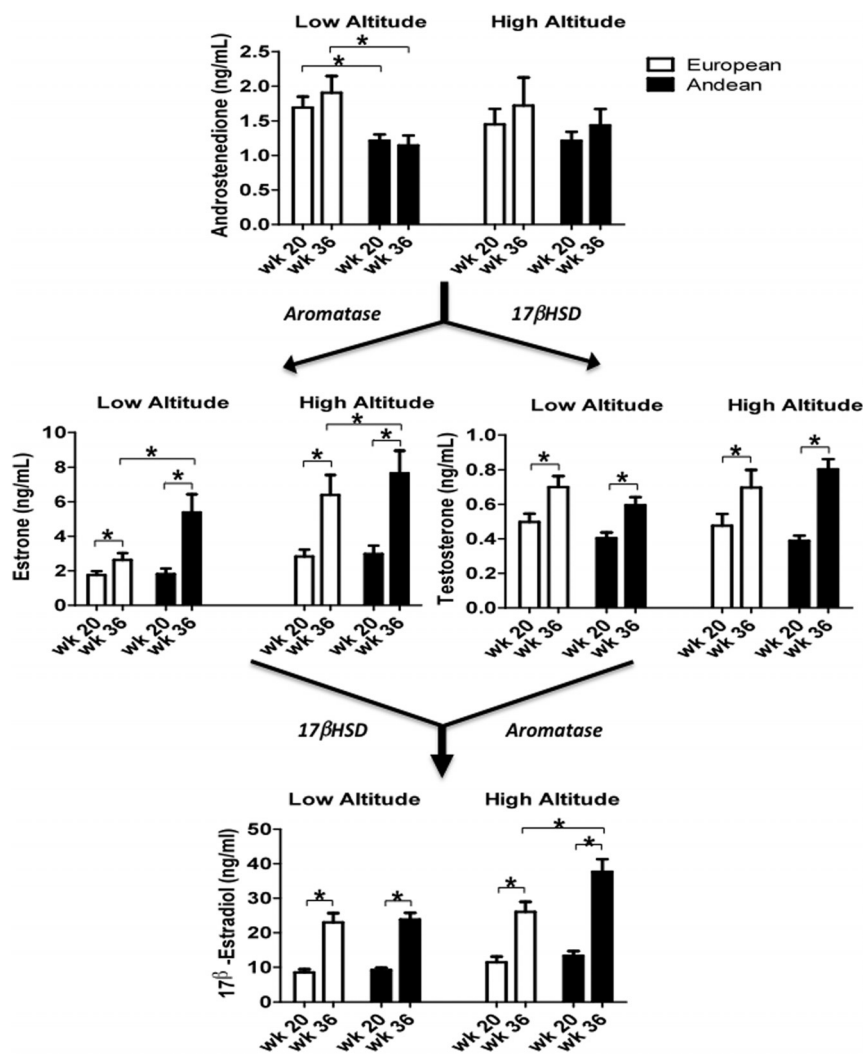 Low Altitude High Altitude
European
Andean
Androstenedione (ng/mL)
2.5
2.0
1.5
1.0
0.5
0.0
wk 20 wk 36 wk 20 wk 36 wk 20 wk 36 wk 20 wk 36
* *
Aromatase 17βHSD
Low Altitude High Altitude
Estrone (ng/mL)
10
8
6
4
2
0
* * * * * *
wk 20 wk 36 wk 20 wk 36 wk 20 wk 36 wk 20 wk 36
Low Altitude High Altitude
Testosterone (ng/mL)
1.0
0.8
0.6
0.4
0.2
0.0
* * * *
wk 20 wk 36 wk 20 wk 36 wk 20 wk 36 wk 20 wk 36
17βHSD Aromatase
Low Altitude High Altitude
17β -Estradiol (ng/ml)
50
40
30
20
10
0
* * * * *
wk 20 wk 36 wk 20 wk 36 wk 20 wk 36 wk 20 wk 36